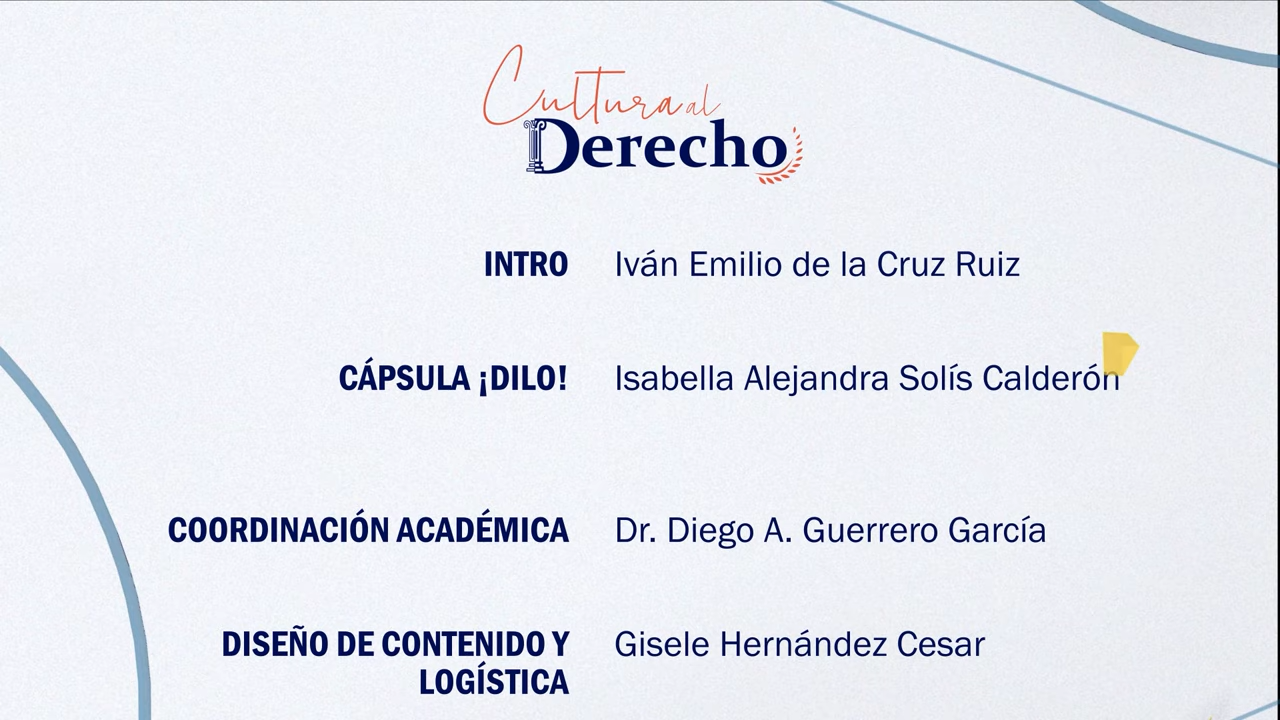 Cultura al
Derecho
INTRO Iván Emilio de la Cruz Ruiz
CÁPSULA ¡DILO! Isabella Alejandra Solís Calderón
COORDINACIÓN ACADÉMICA Dr. Diego A. Guerrero García
DISEÑO DE CONTENIDO Y Gisele Hernández Cesar
LOGÍSTICA